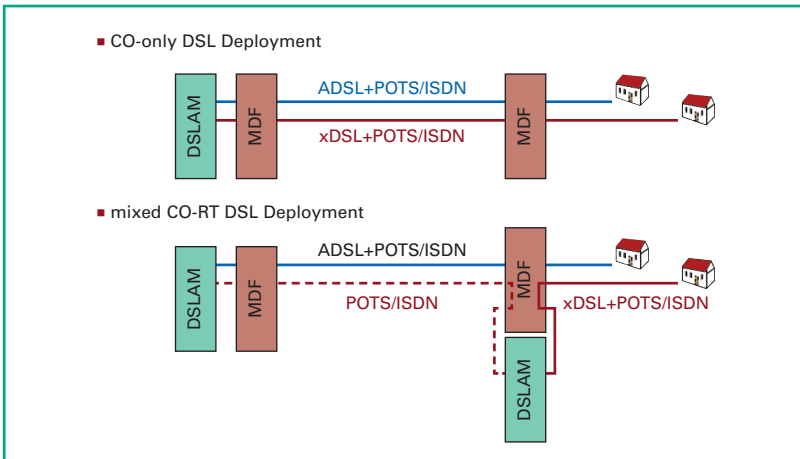 ■ CO-only DSL Deployment
DSLAM
MDF
ADSL+POTS/ISDN
xDSL+POTS/ISDN
MDF
■ mixed CO-RT DSL Deployment
DSLAM
MDF
ADSL+POTS/ISDN
POTS/ISDN
MDF
xDSL+POTS/ISDN
DSLAM